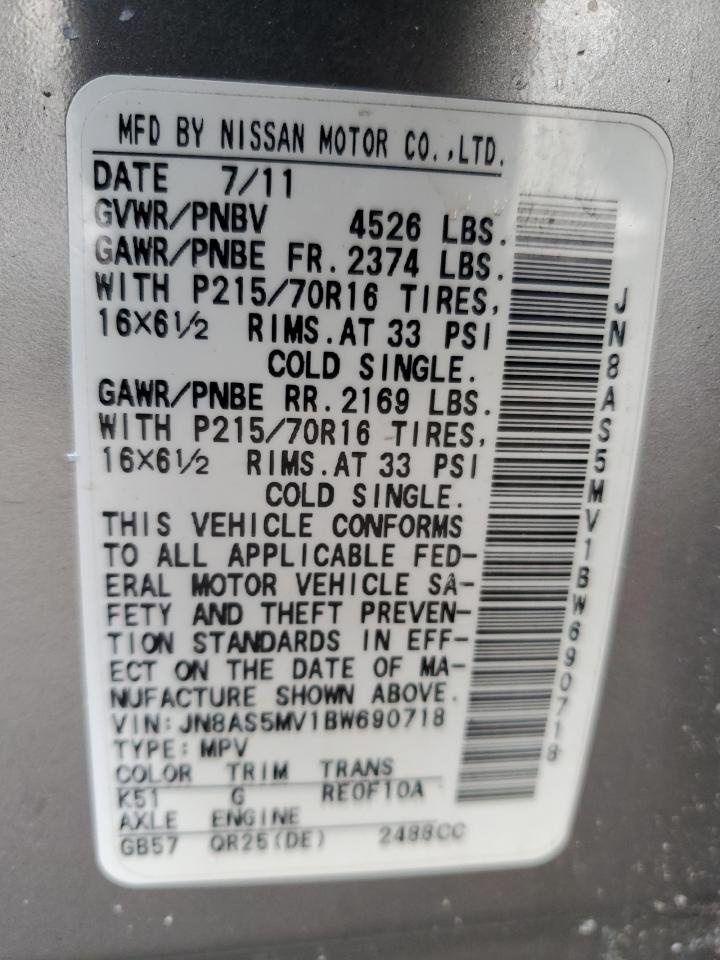 MFD BY NISSAN MOTOR CO.,LTD.
DATE 7/11
GVWR/PNBV 4526 LBS.
GAWR/PNBE FR.2374 LBS.
WITH P215/70R16 TIRES,
16X6½ RIMS.AT 33 PSI
COLD SINGLE.
GAWR/PNBE RR.2169 LBS.
WITH P215/70R16 TIRES,
16X6½ RIMS.AT 33 PSI
COLD SINGLE.
THIS VEHICLE CONFORMS
TO ALL APPLICABLE FED-
ERAL MOTOR VEHICLE SA-
FETY AND THEFT PREVEN-
TION STANDARDS IN EFF-
ECT ON THE DATE OF MA-
NUFACTURE SHOWN ABOVE.
VIN:JN8AS5MV1BW690718
TYPE:MPV
COLOR TRIM TRANS
K51 G RE0F10A
AXLE ENGINE
GB57 QR25(DE) 2488CC
JN8AS5MV1BW690718